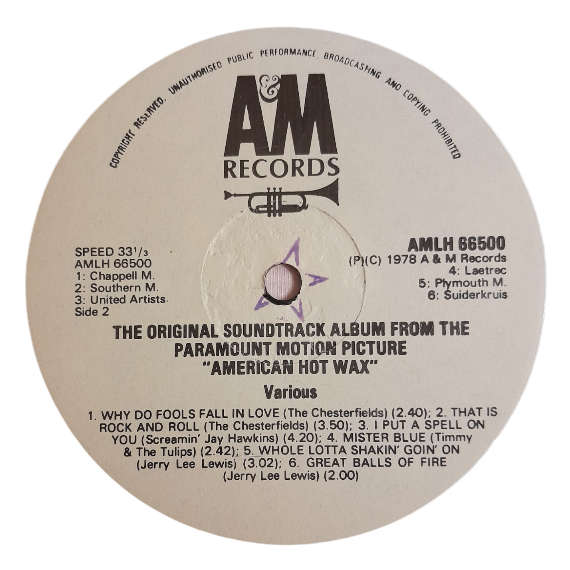 COPYRIGHT RESERVED, UNAUTHORISED PUBLIC PERFORMANCE BROADCASTING AND COPYING PROHIBITED
A&M
RECORDS
SPEED 33 1/3
AMLH 66500
1: Chappell M.
2: Southern M.
3: United Artists
Side 2
AMLH 66500
(P)(C) 1978 A & M Records
4: Laetrec
5: Plymouth M.
6: Suiderkruis
THE ORIGINAL SOUNDTRACK ALBUM FROM THE
PARAMOUNT MOTION PICTURE
"AMERICAN HOT WAX"
Various
1. WHY DO FOOLS FALL IN LOVE (The Chesterfields) (2.40); 2. THAT IS
ROCK AND ROLL (The Chesterfields) (3.50); 3. I PUT A SPELL ON
YOU (Screamin' Jay Hawkins) (4.20); 4. MISTER BLUE (Timmy
& The Tulips) (2.42); 5. WHOLE LOTTA SHAKIN' GOIN' ON
(Jerry Lee Lewis) (3.02); 6. GREAT BALLS OF FIRE
(Jerry Lee Lewis) (2.00)